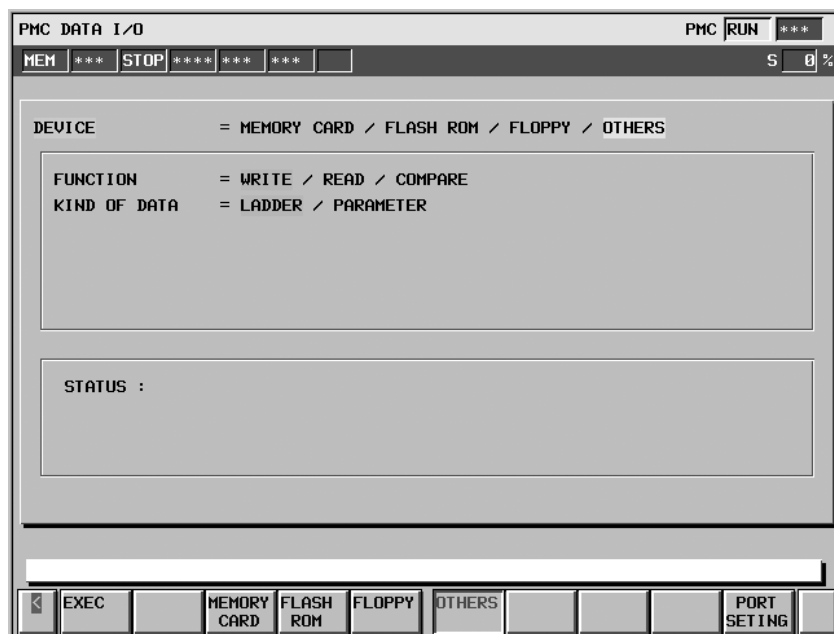 PMC DATA I/O PMC RUN ***
MEM *** STOP **** *** *** S 0 %
DEVICE = MEMORY CARD / FLASH ROM / FLOPPY / OTHERS
FUNCTION = WRITE / READ / COMPARE
KIND OF DATA = LADDER / PARAMETER
STATUS :
< EXEC MEMORY CARD FLASH ROM FLOPPY OTHERS PORT SETING